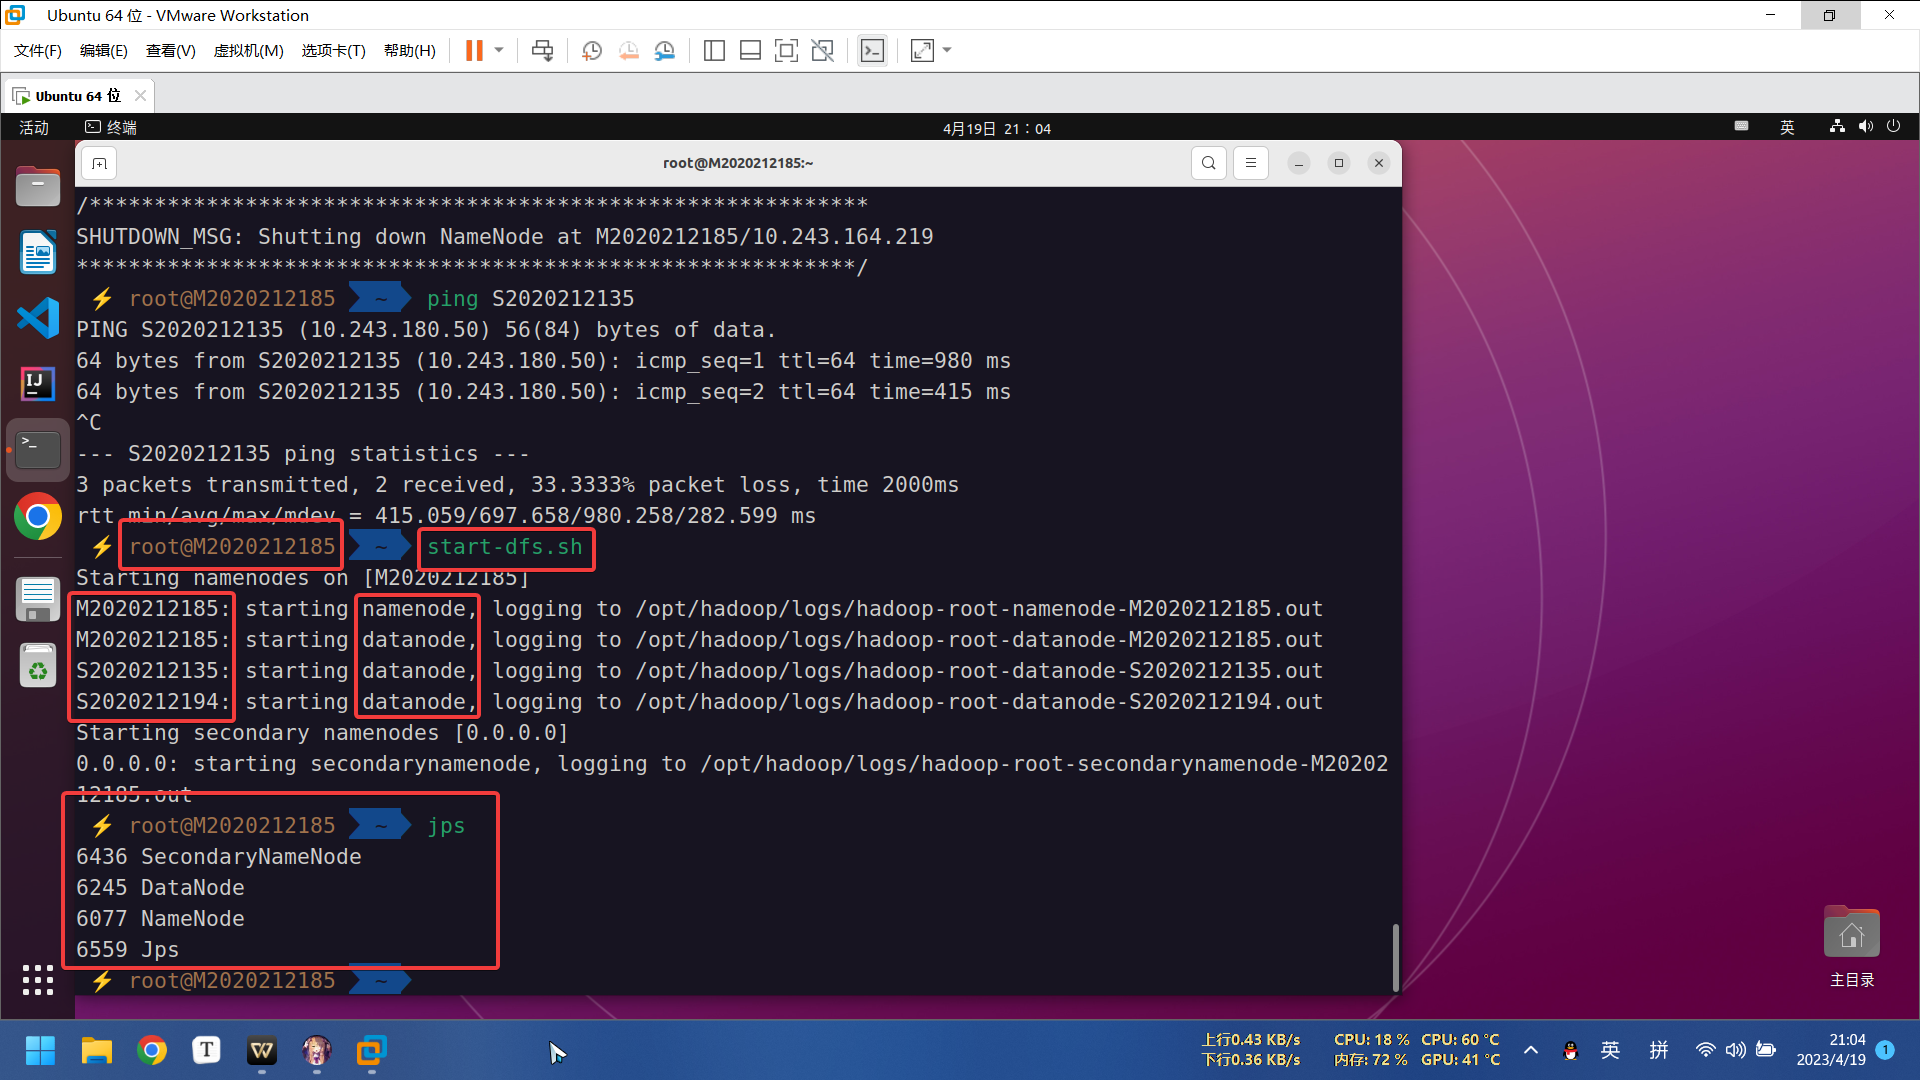 Ubuntu 64 位 - VMware Workstation
文件(F) 编辑(E) 查看(V) 虚拟机(M) 选项卡(T) 帮助(H)
Ubuntu 64 位
活动 终端 4月19日 21：04 英
root@M2020212185:~
/************************************************************
SHUTDOWN_MSG: Shutting down NameNode at M2020212185/10.243.164.219
************************************************************/
⚡ root@M2020212185 ~ ping S2020212135
PING S2020212135 (10.243.180.50) 56(84) bytes of data.
64 bytes from S2020212135 (10.243.180.50): icmp_seq=1 ttl=64 time=980 ms
64 bytes from S2020212135 (10.243.180.50): icmp_seq=2 ttl=64 time=415 ms
^C
--- S2020212135 ping statistics ---
3 packets transmitted, 2 received, 33.3333% packet loss, time 2000ms
rtt min/avg/max/mdev = 415.059/697.658/980.258/282.599 ms
⚡ root@M2020212185 ~ start-dfs.sh
Starting namenodes on [M2020212185]
M2020212185: starting namenode, logging to /opt/hadoop/logs/hadoop-root-namenode-M2020212185.out
M2020212185: starting datanode, logging to /opt/hadoop/logs/hadoop-root-datanode-M2020212185.out
S2020212135: starting datanode, logging to /opt/hadoop/logs/hadoop-root-datanode-S2020212135.out
S2020212194: starting datanode, logging to /opt/hadoop/logs/hadoop-root-datanode-S2020212194.out
Starting secondary namenodes [0.0.0.0]
0.0.0.0: starting secondarynamenode, logging to /opt/hadoop/logs/hadoop-root-secondarynamenode-M20202
12185.out
⚡ root@M2020212185 ~ jps
6436 SecondaryNameNode
6245 DataNode
6077 NameNode
6559 Jps
⚡ root@M2020212185 ~
主目录
上行0.43 KB/s CPU: 18 % CPU: 60 °C
下行0.36 KB/s 内存: 72 % GPU: 41 °C
英 拼
21:04
2023/4/19
1